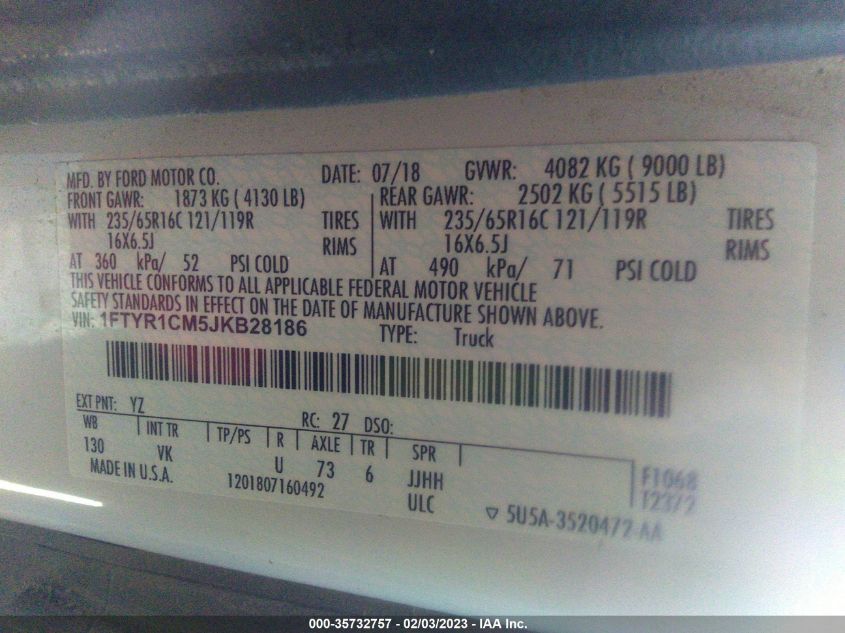 MFD. BY FORD MOTOR CO. DATE: 07/18 GVWR: 4082 KG ( 9000 LB)
FRONT GAWR: 1873 KG ( 4130 LB) REAR GAWR: 2502 KG ( 5515 LB)
WITH 235/65R16C 121/119R TIRES WITH 235/65R16C 121/119R TIRES
16X6.5J RIMS 16X6.5J RIMS
AT 360 kPa/ 52 PSI COLD AT 490 kPa/ 71 PSI COLD
THIS VEHICLE CONFORMS TO ALL APPLICABLE FEDERAL MOTOR VEHICLE
SAFETY STANDARDS IN EFFECT ON THE DATE OF MANUFACTURE SHOWN ABOVE.
VIN: 1FTYR1CM5JKB28186 TYPE: Truck
EXT PNT: YZ RC: 27 DSO:
WB INT TR TP/PS R AXLE TR SPR
130 VK U 73 6 JJHH F1068
MADE IN U.S.A. 1201807160492 ULC T2372
▽ 5U5A-3520472-AA
000-35732757 - 02/03/2023 - IAA Inc.